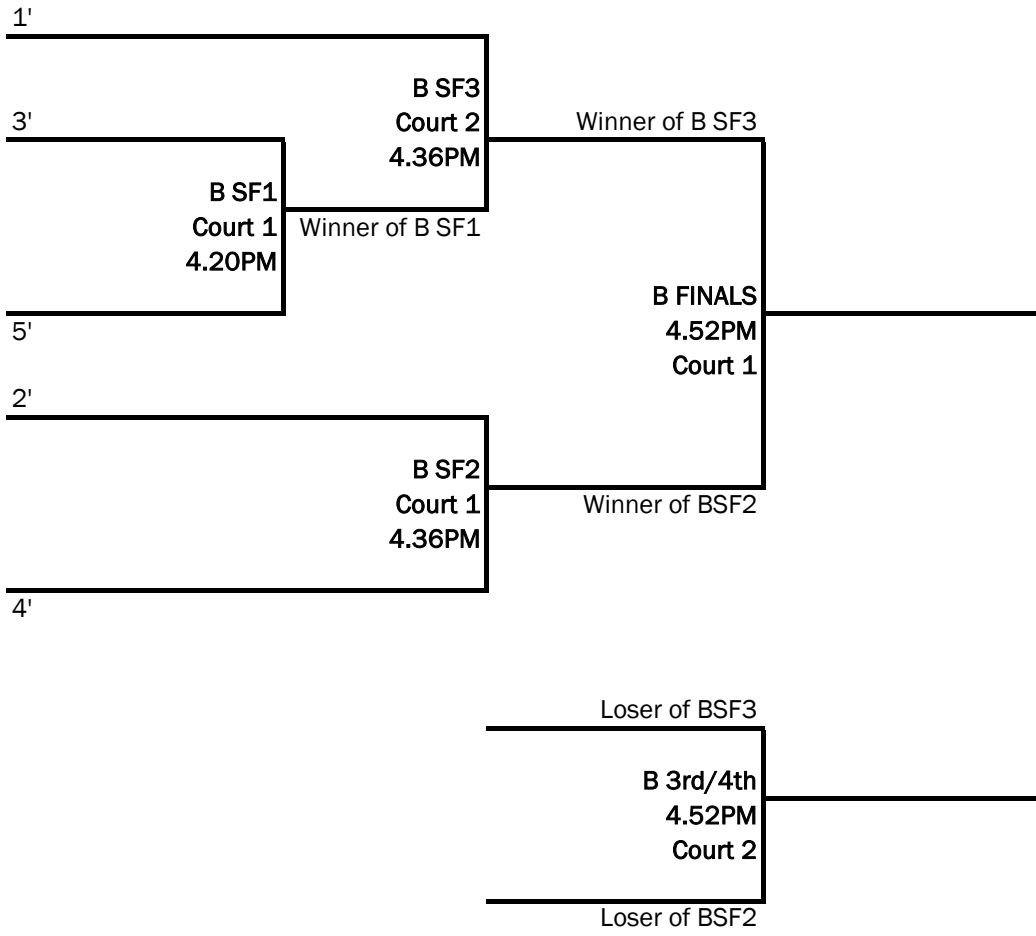 1'
B SF3
Court 2
4.36PM
3'
Winner of B SF3
B SF1
Court 1
4.20PM
Winner of B SF1
B FINALS
4.52PM
Court 1
5'
2'
B SF2
Court 1
4.36PM
Winner of BSF2
4'
Loser of BSF3
B 3rd/4th
4.52PM
Court 2
Loser of BSF2